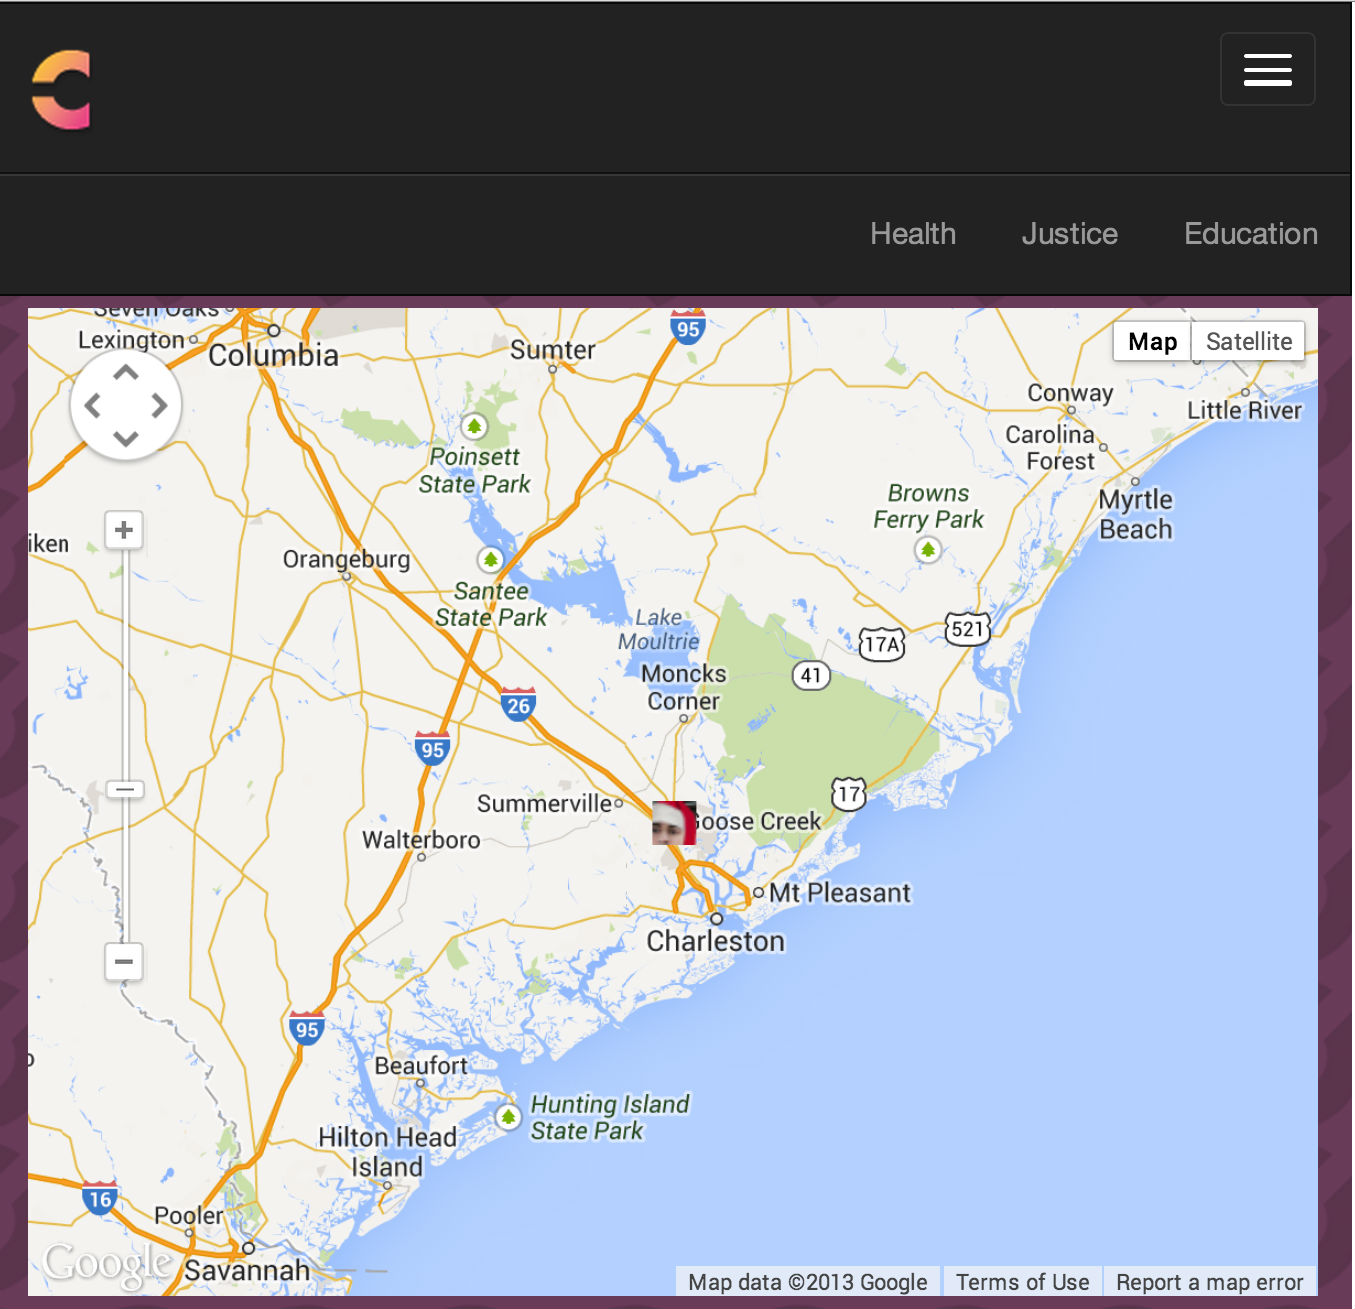 Health Justice Education
Seven Oaks
Lexington
Columbia
Sumter
95
Map Satellite
Conway
Little River
Carolina
Forest
Myrtle
Beach
Poinsett
State Park
Browns
Ferry Park
iken
Orangeburg
Santee
State Park
Lake
Moultrie
521
17A
41
Moncks
Corner
26
95
17
Summerville
Goose Creek
Walterboro
Mt Pleasant
Charleston
95
Beaufort
Hunting Island
State Park
Hilton Head
Island
16
Pooler
Google
Savannah
Map data ©2013 Google Terms of Use Report a map error